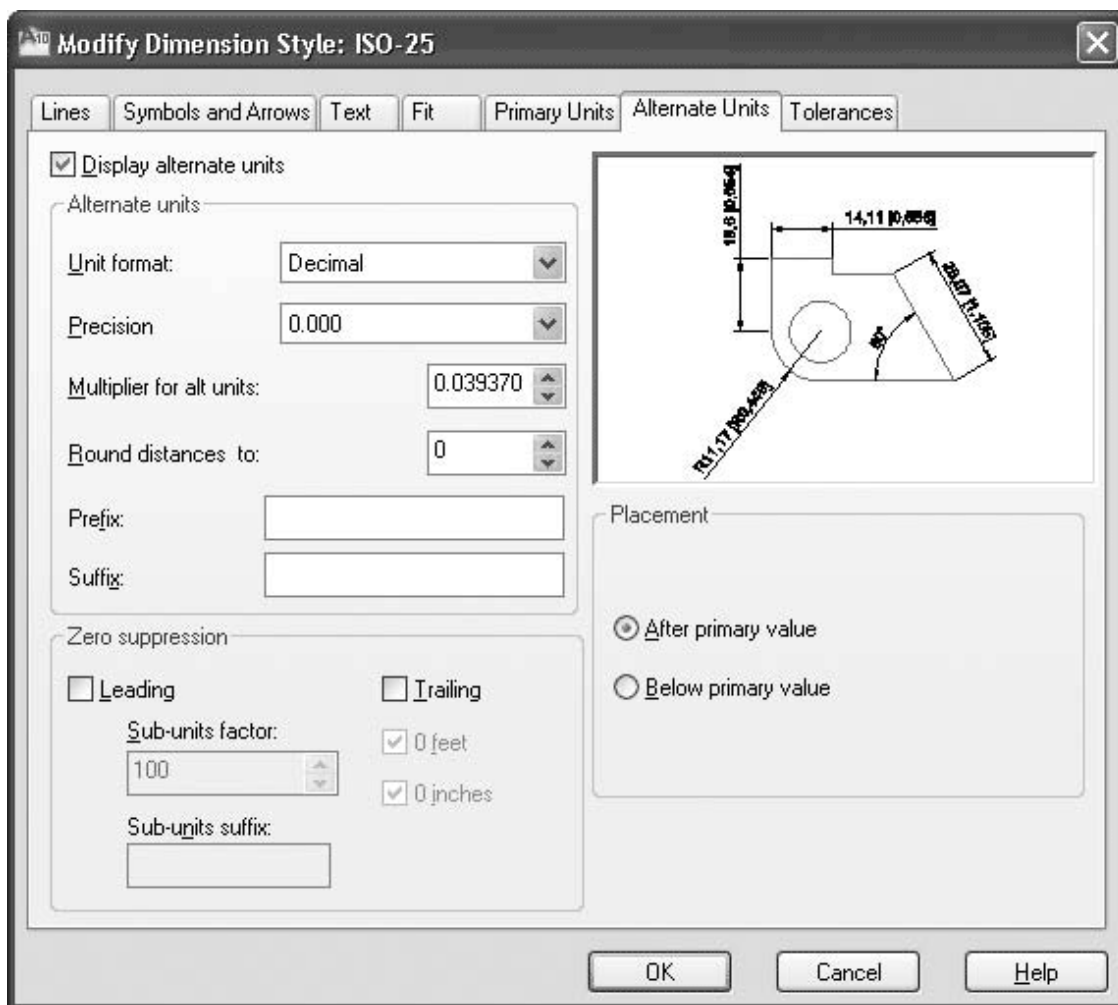 Modify Dimension Style: ISO-25
Lines Symbols and Arrows Text Fit Primary Units Alternate Units Tolerances
Display alternate units
Alternate units
Unit format: Decimal
Precision 0.000
Multiplier for alt units: 0.039370
Round distances to: 0
Prefix:
Suffix:
Zero suppression
Leading
Trailing
Sub-units factor:
100
0 feet
0 inches
Sub-units suffix:
14,11
R11,17
60°
Placement
After primary value
Below primary value
OK Cancel Help